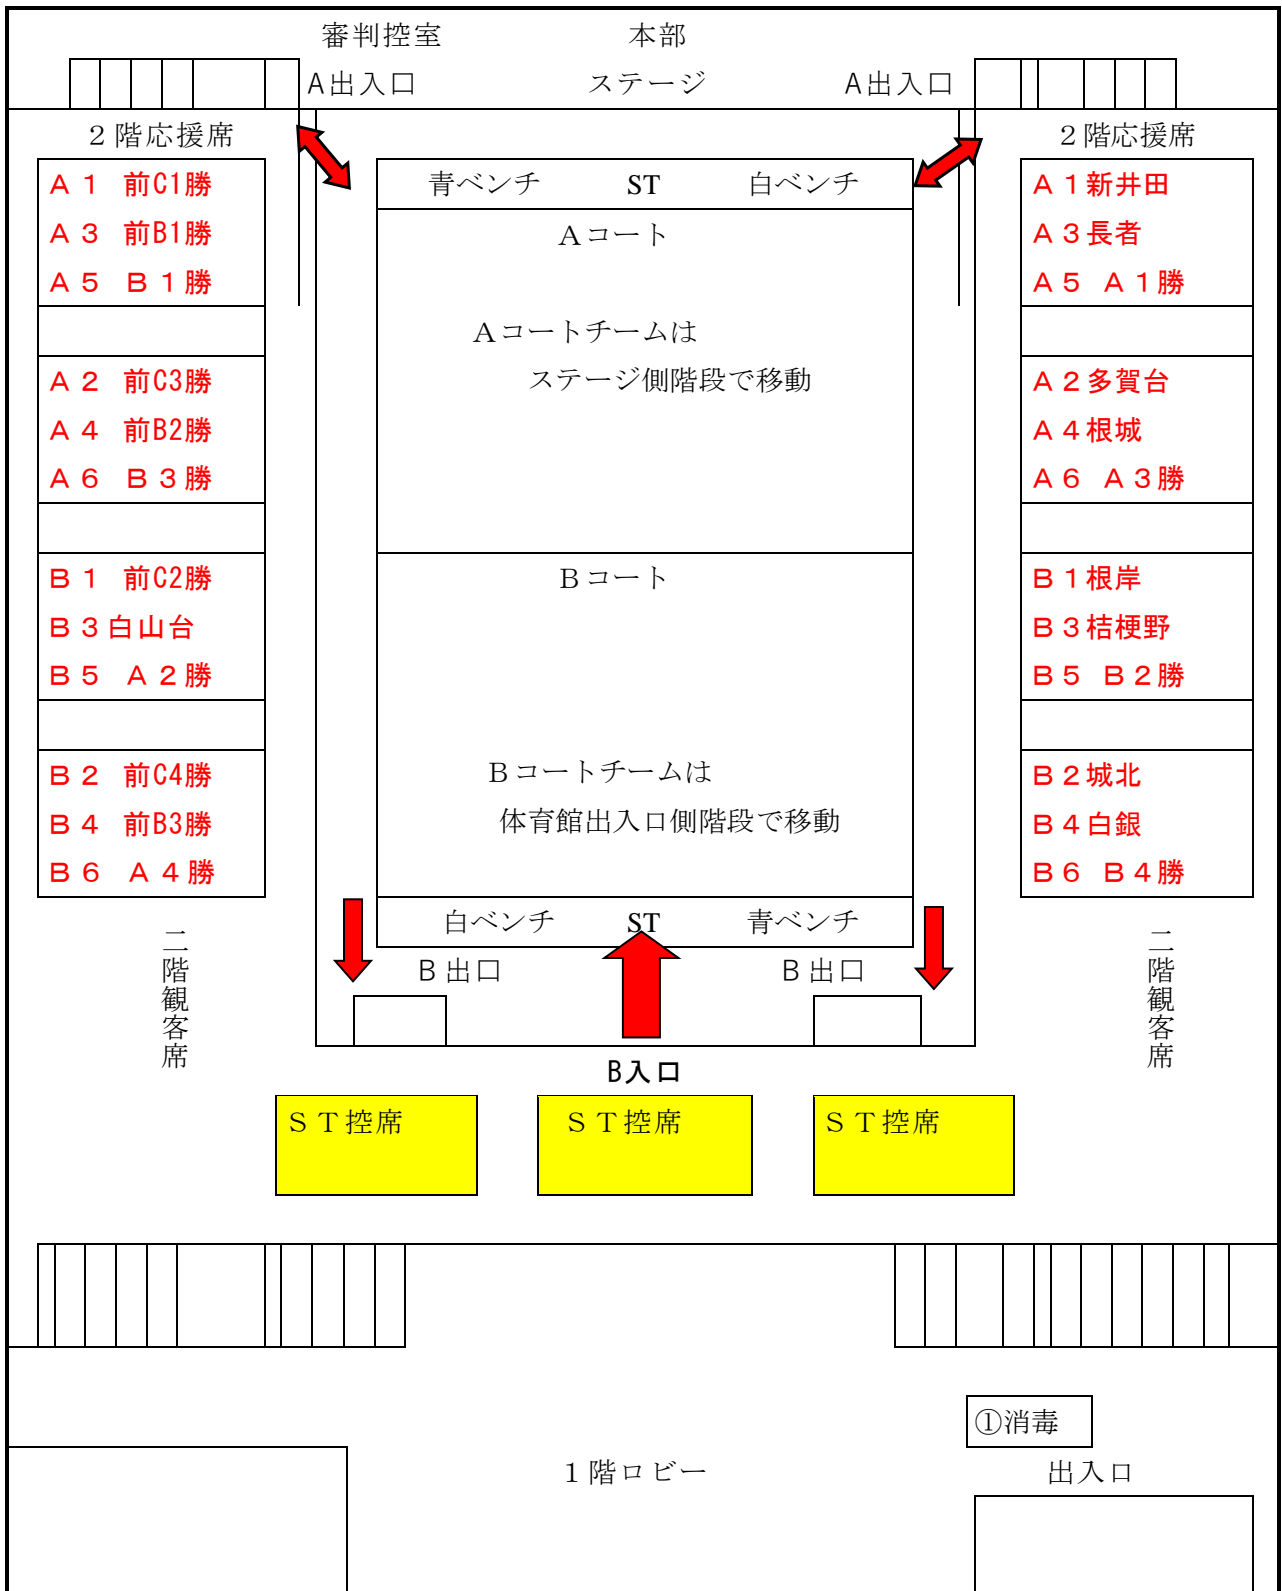 審判控室 本部
A出入口 ステージ A出入口
２階応援席 ２階応援席
Ａ１ 前C1勝
Ａ３ 前B1勝
Ａ５ Ｂ１勝
Ａ２ 前C3勝
Ａ４ 前B2勝
Ａ６ Ｂ３勝
Ｂ１ 前C2勝
Ｂ３白山台
Ｂ５ Ａ２勝
Ｂ２ 前C4勝
Ｂ４ 前B3勝
Ｂ６ Ａ４勝
二階観客席
青ベンチ ST 白ベンチ
Ａコート
Ａコートチームは
ステージ側階段で移動
Ｂコート
Ｂコートチームは
体育館出入口側階段で移動
白ベンチ ST 青ベンチ
Ｂ出口 Ｂ出口
B入口
Ａ１新井田
Ａ３長者
Ａ５ Ａ１勝
Ａ２多賀台
Ａ４根城
Ａ６ Ａ３勝
Ｂ１根岸
Ｂ３桔梗野
Ｂ５ Ｂ２勝
Ｂ２城北
Ｂ４白銀
Ｂ６ Ｂ４勝
二階観客席
ＳＴ控席 ＳＴ控席 ＳＴ控席
①消毒
１階ロビー 出入口